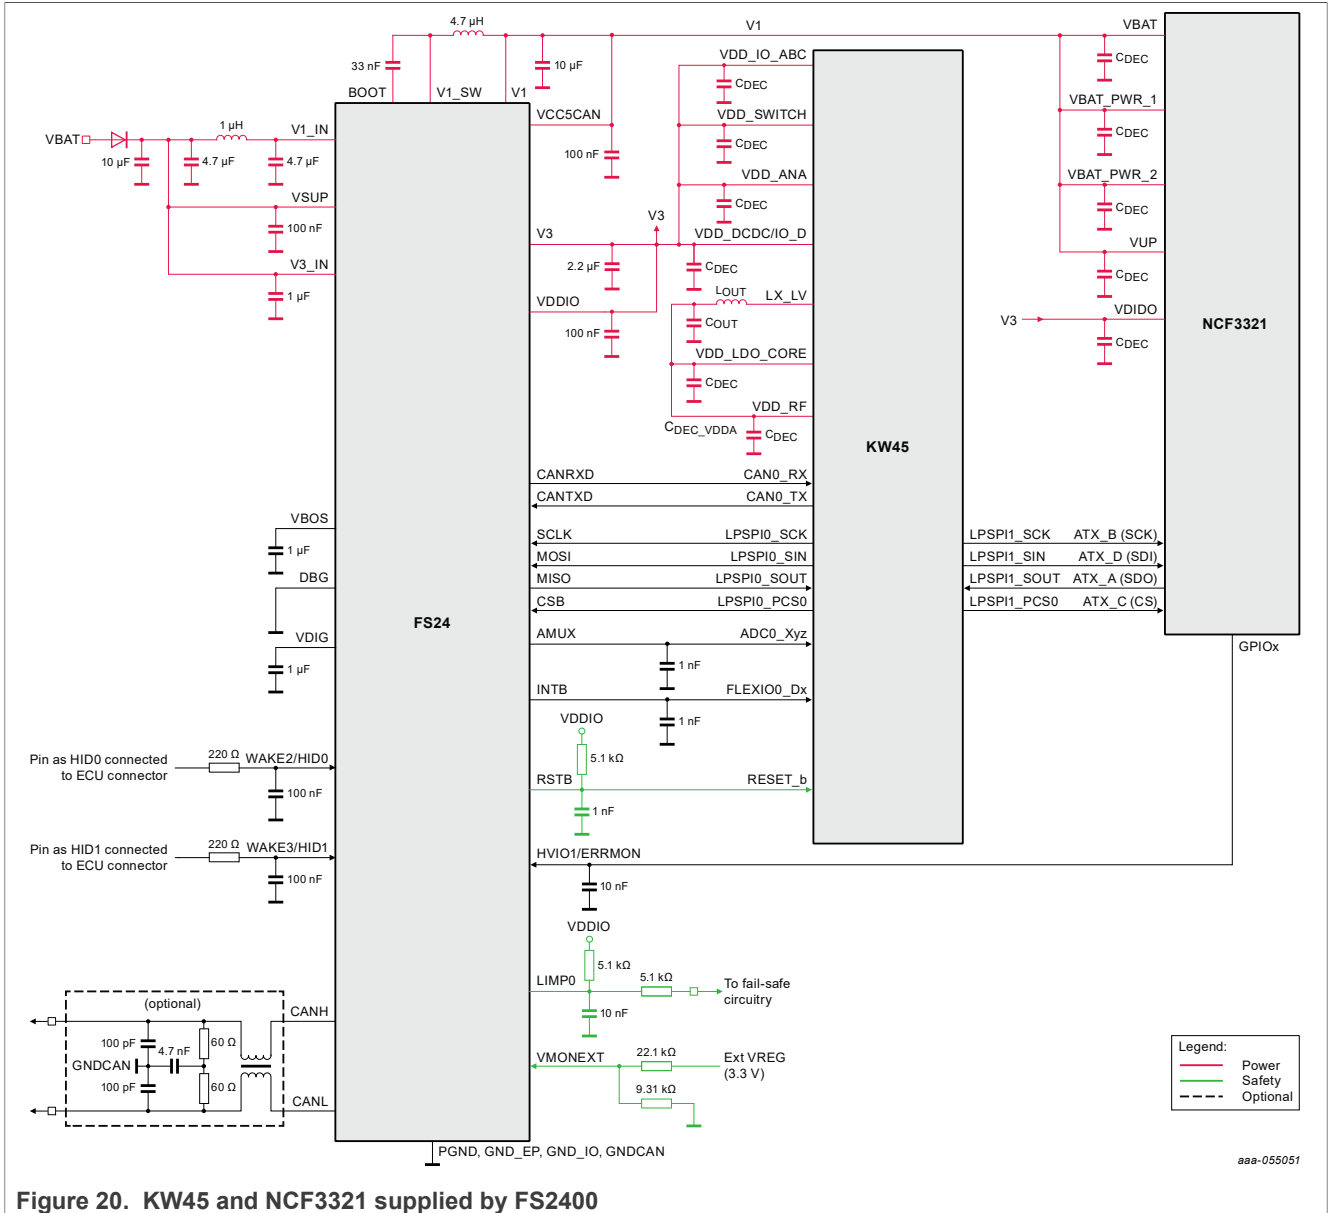 4.7 µH
V1
VBAT
33 nF
10 µF
VDD_IO_ABC
CDEC
CDEC
BOOT
V1_SW
V1
VCC5CAN
VDD_SWITCH
CDEC
VBAT_PWR_1
CDEC
VBAT
1 µH
V1_IN
10 µF
4.7 µF
4.7 µF
100 nF
VDD_ANA
CDEC
VBAT_PWR_2
CDEC
VSUP
100 nF
V3
V3
VDD_DCDC/IO_D
VUP
V3_IN
2.2 µF
CDEC
CDEC
1 µF
VDDIO
LOUT
LX_LV
100 nF
COUT
V3
VDIDO
CDEC
NCF3321
VDD_LDO_CORE
CDEC
VDD_RF
CDEC_VDDA
CDEC
KW45
CANRXD
CAN0_RX
CANTXD
CAN0_TX
VBOS
1 µF
SCLK
LPSPI0_SCK
LPSPI1_SCK
ATX_B (SCK)
MOSI
LPSPI0_SIN
LPSPI1_SIN
ATX_D (SDI)
DBG
MISO
LPSPI0_SOUT
LPSPI1_SOUT
ATX_A (SDO)
CSB
LPSPI0_PCS0
LPSPI1_PCS0
ATX_C (CS)
FS24
VDIG
1 µF
AMUX
ADC0_Xyz
1 nF
GPIOx
INTB
FLEXIO0_Dx
1 nF
VDDIO
5.1 kΩ
Pin as HID0 connected
to ECU connector
220 Ω
WAKE2/HID0
100 nF
RSTB
RESET_b
1 nF
Pin as HID1 connected
to ECU connector
220 Ω
WAKE3/HID1
100 nF
HVIO1/ERRMON
10 nF
VDDIO
5.1 kΩ
LIMP0
5.1 kΩ
To fail-safe
circuitry
10 nF
(optional)
CANH
100 pF
4.7 nF
60 Ω
GNDCAN
100 pF
60 Ω
CANL
VMONEXT
22.1 kΩ
Ext VREG
(3.3 V)
9.31 kΩ
Legend:
Power
Safety
Optional
PGND, GND_EP, GND_IO, GNDCAN
aaa-055051
Figure 20. KW45 and NCF3321 supplied by FS2400